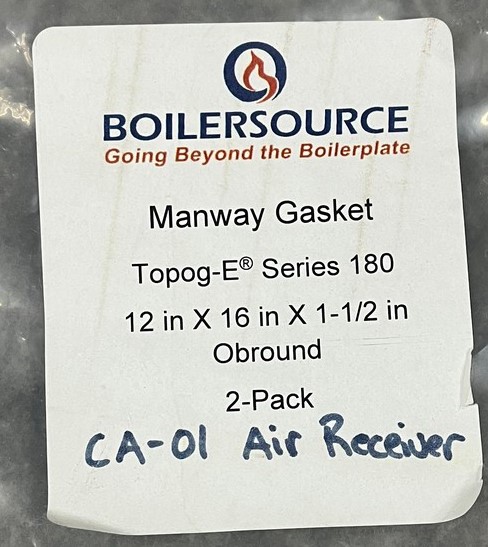 BOILERSOURCE
Going Beyond the Boilerplate
Manway Gasket
Topog-E® Series 180
12 in X 16 in X 1-1/2 in
Obround
2-Pack
CA-01 Air Receiver